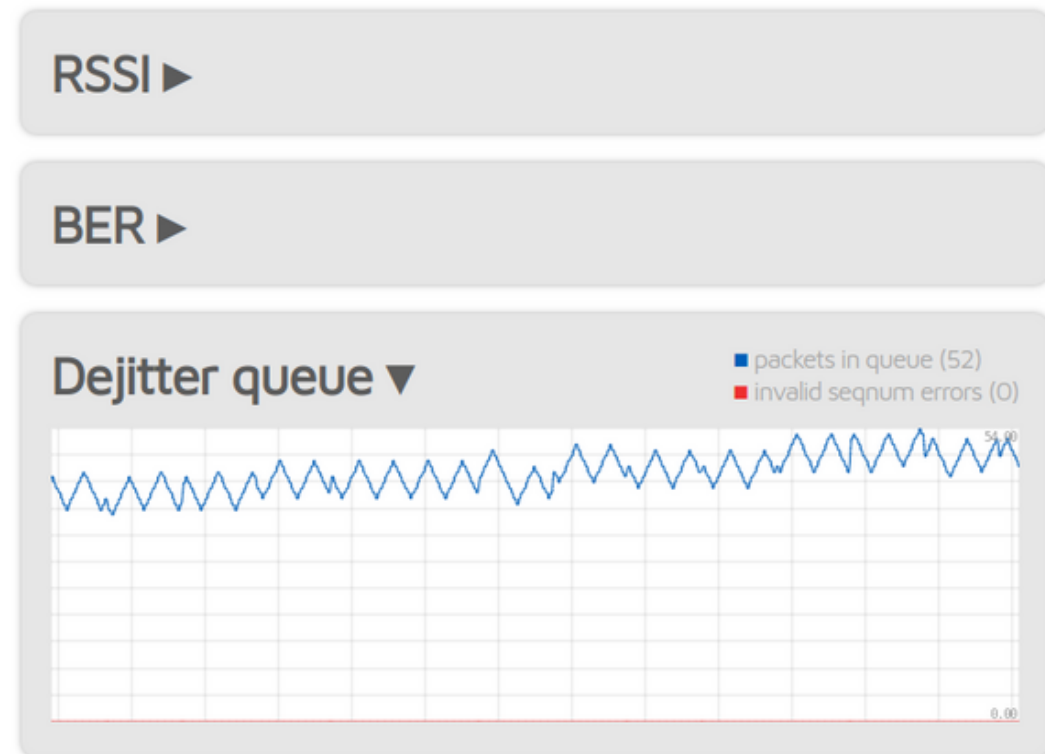 RSSI ►
BER ►
Dejitter queue ▼
packets in queue (52)
invalid seqnum errors (0)
54.00
0.00